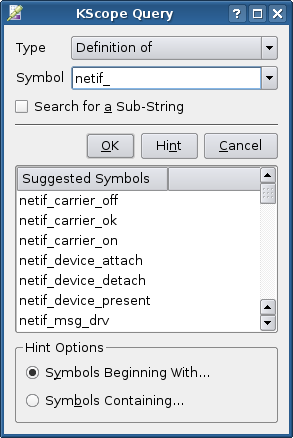 KScope Query
Type Definition of
Symbol netif_
Search for a Sub-String
OK Hint Cancel
Suggested Symbols
netif_carrier_off
netif_carrier_ok
netif_carrier_on
netif_device_attach
netif_device_detach
netif_device_present
netif_msg_drv
Hint Options
Symbols Beginning With...
Symbols Containing...